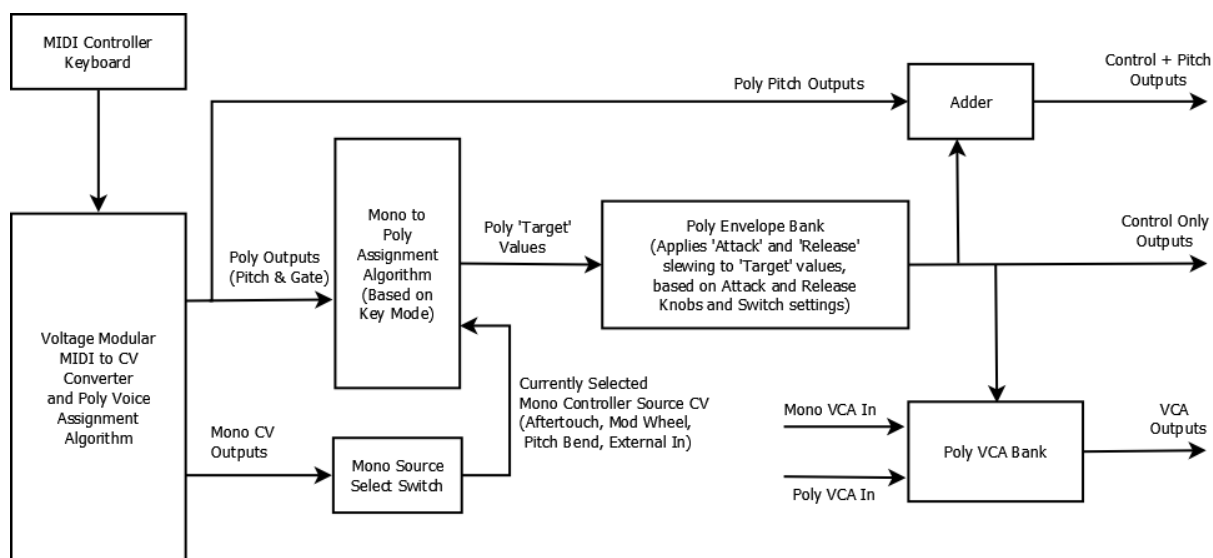 MIDI Controller
Keyboard
Poly Pitch Outputs
Adder
Control + Pitch
Outputs
Voltage Modular
MIDI to CV
Converter
and Poly Voice
Assignment
Algorithm
Poly Outputs
(Pitch & Gate)
Mono to
Poly
Assignment
Algorithm
(Based on
Key Mode)
Poly 'Target'
Values
Poly Envelope Bank
(Applies 'Attack' and 'Release'
slewing to 'Target' values,
based on Attack and Release
Knobs and Switch settings)
Control Only
Outputs
Mono CV
Outputs
Mono Source
Select Switch
Currently Selected
Mono Controller Source CV
(Aftertouch, Mod Wheel,
Pitch Bend, External In)
Mono VCA In
Poly VCA In
Poly VCA Bank
VCA
Outputs